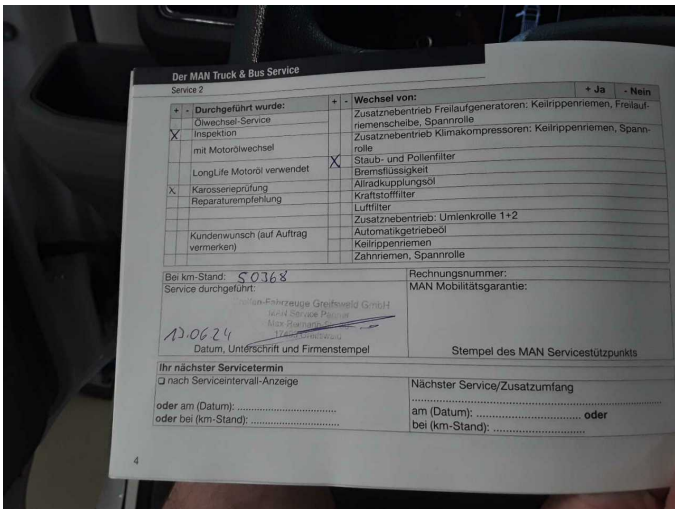 Der MAN Truck & Bus Service
Service 2
+ Ja - Nein
+ - Durchgeführt wurde:
Ölwechsel-Service
X Inspektion
mit Motorölwechsel
LongLife Motoröl verwendet
X Karosserieprüfung
Reparaturempfehlung
Kundenwunsch (auf Auftrag
vermerken)
+ - Wechsel von:
Zusatznebentrieb Freilaufgeneratoren: Keilrippenriemen, Freilauf-
riemenscheibe, Spannrolle
Zusatznebentrieb Klimakompressoren: Keilrippenriemen, Spann-
rolle
X Staub- und Pollenfilter
Bremsflüssigkeit
Allradkupplungsöl
Kraftstofffilter
Luftfilter
Zusatznebentrieb: Umlenkrolle 1+2
Automatikgetriebeöl
Keilrippenriemen
Zahnriemen, Spannrolle
Bei km-Stand: 50368
Service durchgeführt:
Fahrzeuge Greifswald GmbH
MAN Service
13.06.24
Datum, Unterschrift und Firmenstempel
Rechnungsnummer:
MAN Mobilitätsgarantie:
Stempel des MAN Servicestützpunkts
Ihr nächster Servicetermin
nach Serviceintervall-Anzeige
oder am (Datum): ..................................
oder bei (km-Stand): ..............................
Nächster Service/Zusatzumfang
am (Datum): ................................... oder
bei (km-Stand): ..............................
4